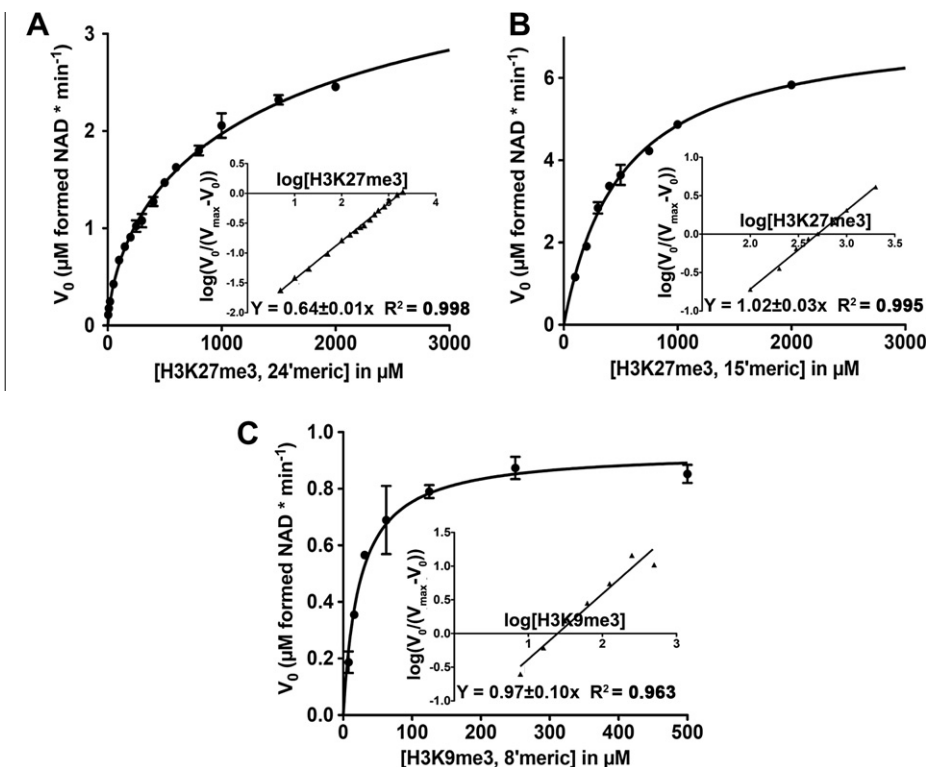 A
V₀ (µM formed NAD * min⁻¹)
3
2
1
0
0 1000 2000 3000
[H3K27me3, 24'meric] in µM
log(V₀/(Vmax-V₀))
0.5
0.0
-0.5
-1.0
-1.5
-2.0
log[H3K27me3]
1 2 3 4
Y = 0.64±0.01x R² = 0.998
B
V₀ (µM formed NAD * min⁻¹)
6
4
2
0
0 1000 2000 3000
[H3K27me3, 15'meric] in µM
log(V₀/(Vmax-V₀))
1.0
0.5
0.0
-0.5
-1.0
log[H3K27me3]
2.0 2.5 3.0 3.5
Y = 1.02±0.03x R² = 0.995
C
V₀ (µM formed NAD * min⁻¹)
1.0
0.8
0.6
0.4
0.2
0.0
0 100 200 300 400 500
[H3K9me3, 8'meric] in µM
log(V₀/(Vmax-V₀))
1.5
1.0
0.5
0.0
-0.5
-1.0
log[H3K9me3]
1 2 3
Y = 0.97±0.10x R² = 0.963